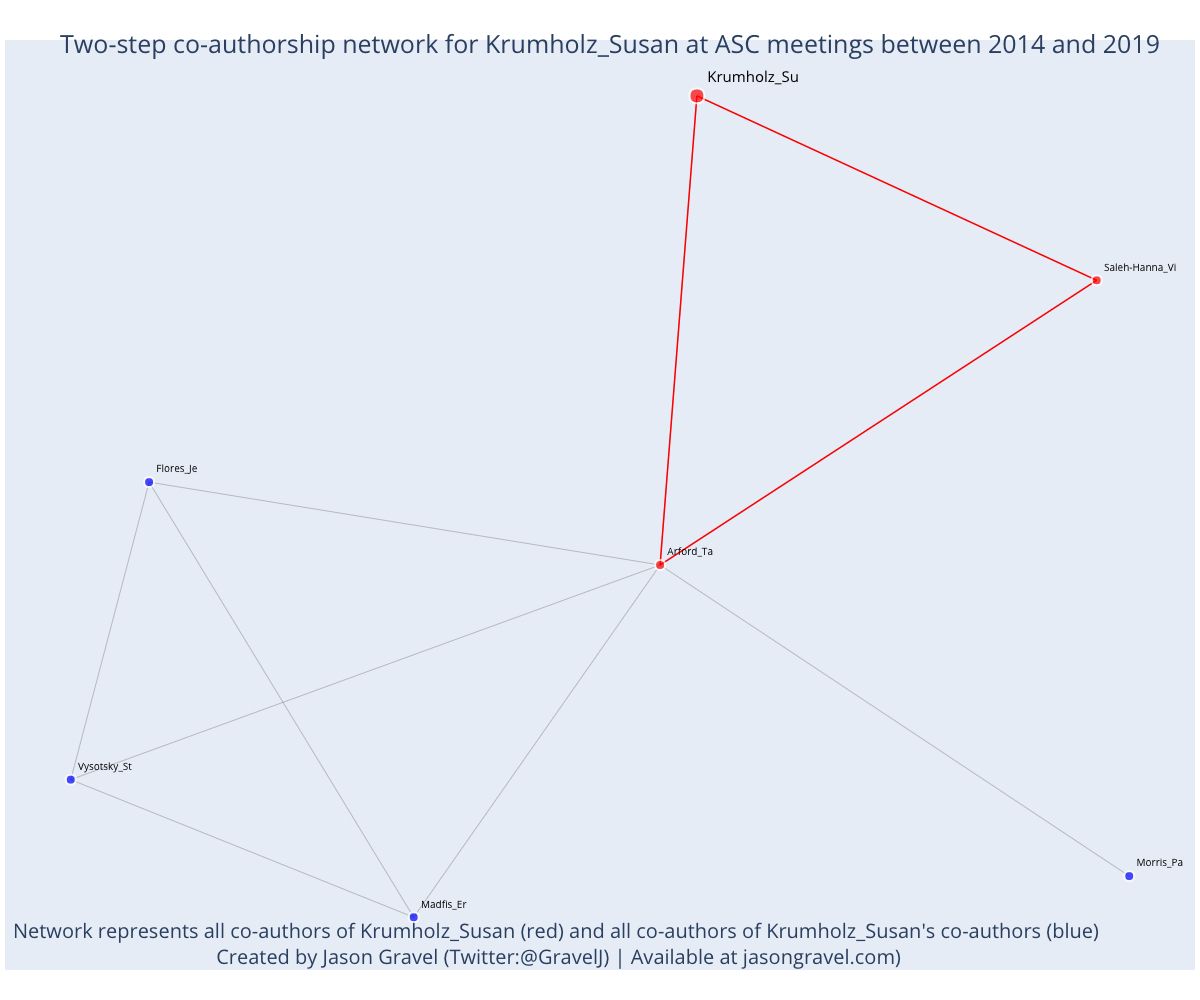 Two-step co-authorship network for Krumholz_Susan at ASC meetings between 2014 and 2019
Krumholz_Su
Saleh-Hanna_Vi
Flores_Je
Arford_Ta
Vysotsky_St
Morris_Pa
Madfis_Er
Network represents all co-authors of Krumholz_Susan (red) and all co-authors of Krumholz_Susan's co-authors (blue)
Created by Jason Gravel (Twitter:@GravelJ) | Available at jasongravel.com)